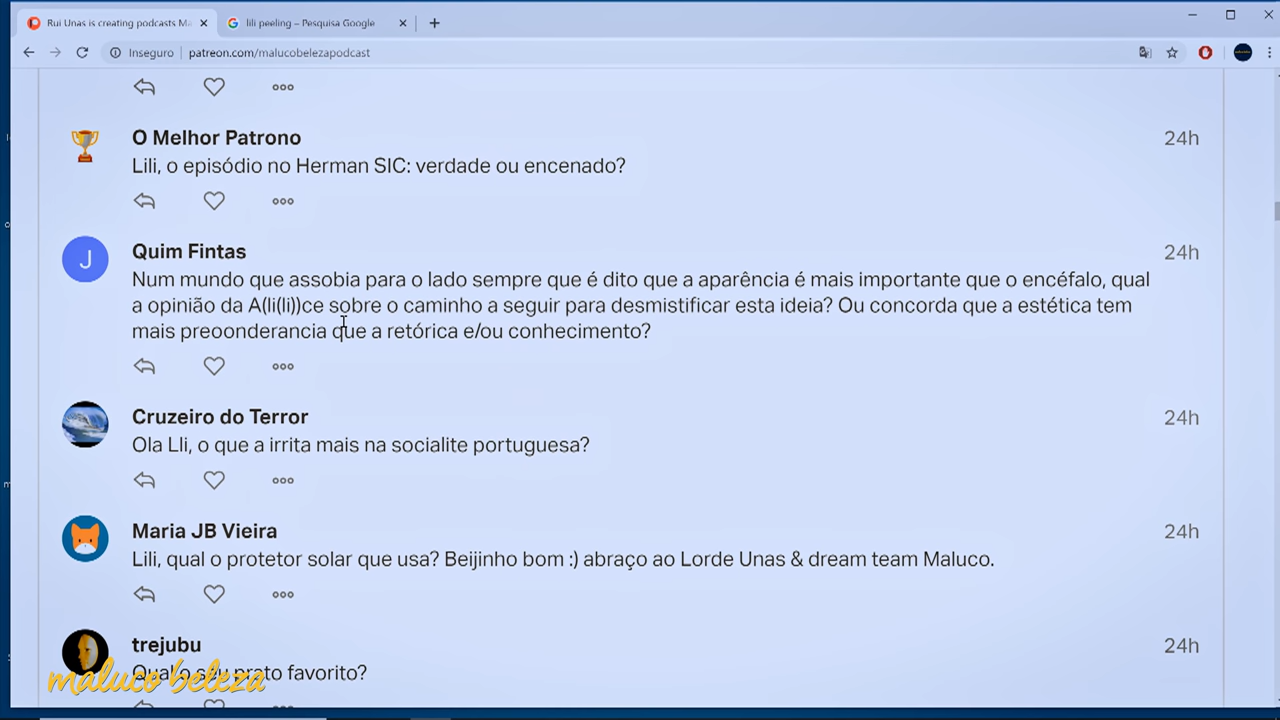 Rui Unas is creating podcasts Ma
lili peeling – Pesquisa Google
Inseguro
patreon.com/malucobelezapodcast
O Melhor Patrono
24h
Lili, o episódio no Herman SIC: verdade ou encenado?
J
Quim Fintas
24h
Num mundo que assobia para o lado sempre que é dito que a aparência é mais importante que o encéfalo, qual
a opinião da A(li(li))ce sobre o caminho a seguir para desmistificar esta ideia? Ou concorda que a estética tem
mais preoonderancia que a retórica e/ou conhecimento?
Cruzeiro do Terror
24h
Ola Lli, o que a irrita mais na socialite portuguesa?
Maria JB Vieira
24h
Lili, qual o protetor solar que usa? Beijinho bom :) abraço ao Lorde Unas & dream team Maluco.
trejubu
24h
Qual o seu prato favorito?
maluco beleza